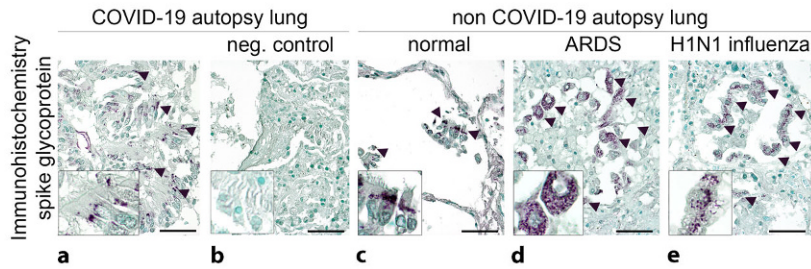 COVID-19 autopsy lung
non COVID-19 autopsy lung
neg. control
normal
ARDS
H1N1 influenza
Immunohistochemistry
spike glycoprotein
a
b
c
d
e